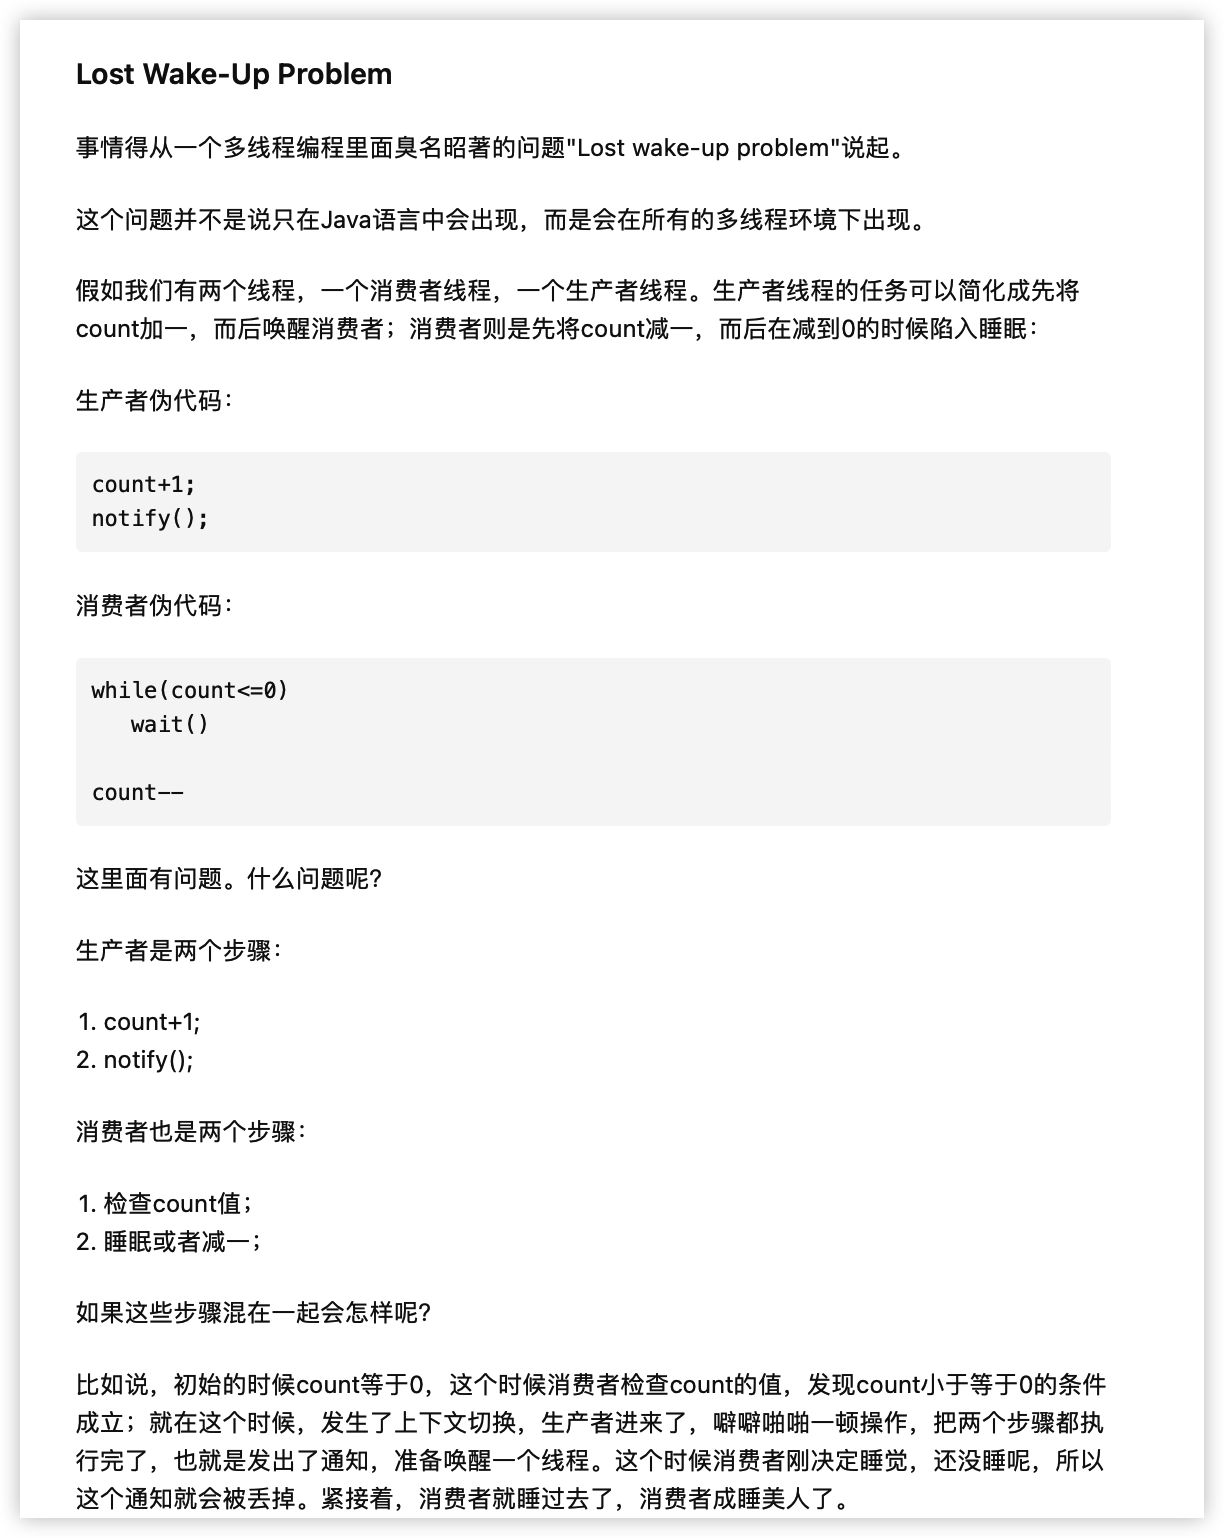 Lost Wake-Up Problem
事情得从一个多线程编程里面臭名昭著的问题"Lost wake-up problem"说起。
这个问题并不是说只在Java语言中会出现，而是会在所有的多线程环境下出现。
假如我们有两个线程，一个消费者线程，一个生产者线程。生产者线程的任务可以简化成先将
count加一，而后唤醒消费者；消费者则是先将count减一，而后在减到0的时候陷入睡眠：
生产者伪代码：
count+1;
notify();
消费者伪代码：
while(count<=0)
   wait()
count--
这里面有问题。什么问题呢?
生产者是两个步骤：
1. count+1;
2. notify();
消费者也是两个步骤：
1. 检查count值；
2. 睡眠或者减一；
如果这些步骤混在一起会怎样呢?
比如说，初始的时候count等于0，这个时候消费者检查count的值，发现count小于等于0的条件
成立；就在这个时候，发生了上下文切换，生产者进来了，噼噼啪啪一顿操作，把两个步骤都执
行完了，也就是发出了通知，准备唤醒一个线程。这个时候消费者刚决定睡觉，还没睡呢，所以
这个通知就会被丢掉。紧接着，消费者就睡过去了，消费者成睡美人了。